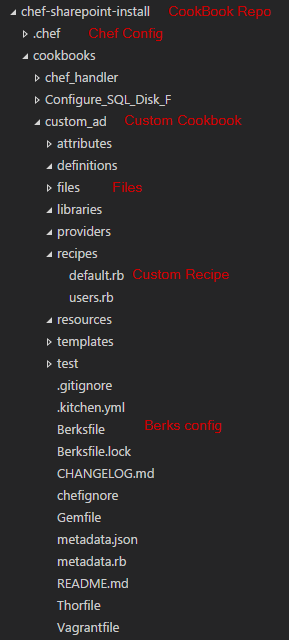 chef-sharepoint-install CookBook Repo
.chef Chef Config
cookbooks
chef_handler
Configure_SQL_Disk_F
custom_ad Custom Cookbook
attributes
definitions
files Files
libraries
providers
recipes
default.rb Custom Recipe
users.rb
resources
templates
test
.gitignore
.kitchen.yml
Berksfile Berks config
Berksfile.lock
CHANGELOG.md
chefignore
Gemfile
metadata.json
metadata.rb
README.md
Thorfile
Vagrantfile